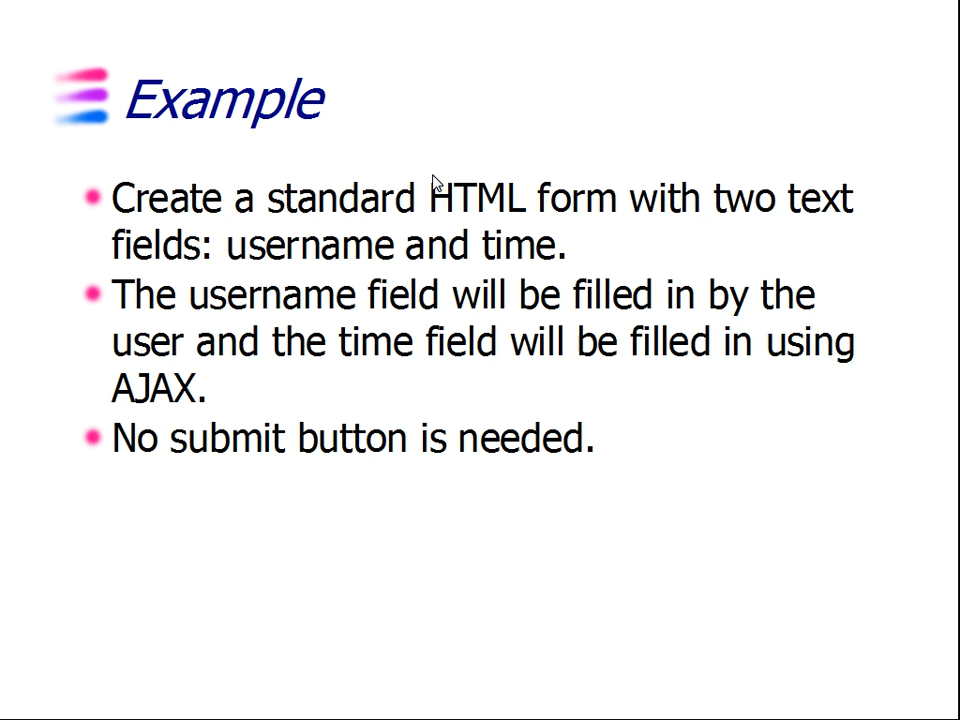 Example
Create a standard HTML form with two text
fields: username and time.
The username field will be filled in by the
user and the time field will be filled in using
AJAX.
No submit button is needed.